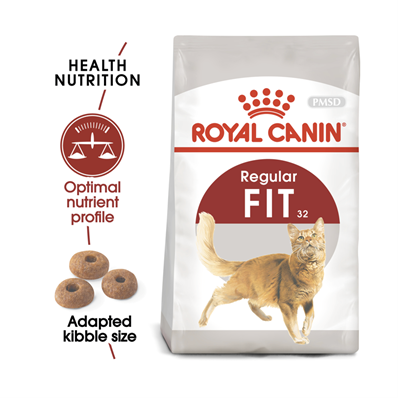 HEALTH
NUTRITION
Optimal
nutrient
profile
Adapted
kibble size
PMSD
ROYAL CANIN
Regular
FIT 32